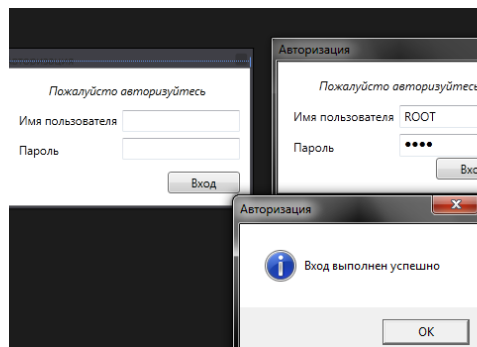 Пожалуйсто авторизуйтесь
Имя пользователя
Пароль
Вход
Авторизация
Пожалуйсто авторизуйтесь
Имя пользователя ROOT
Пароль ••••
Авторизация
Вход выполнен успешно
OK